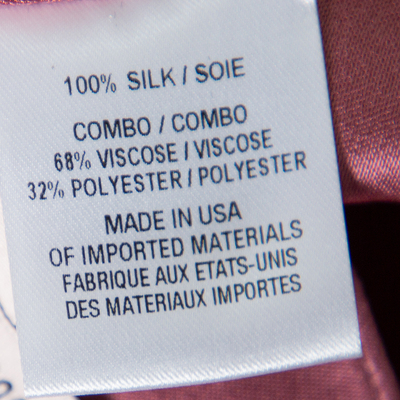 100% SILK / SOIE
COMBO / COMBO
68% VISCOSE / VISCOSE
32% POLYESTER / POLYESTER
MADE IN USA
OF IMPORTED MATERIALS
FABRIQUE AUX ETATS-UNIS
DES MATERIAUX IMPORTES